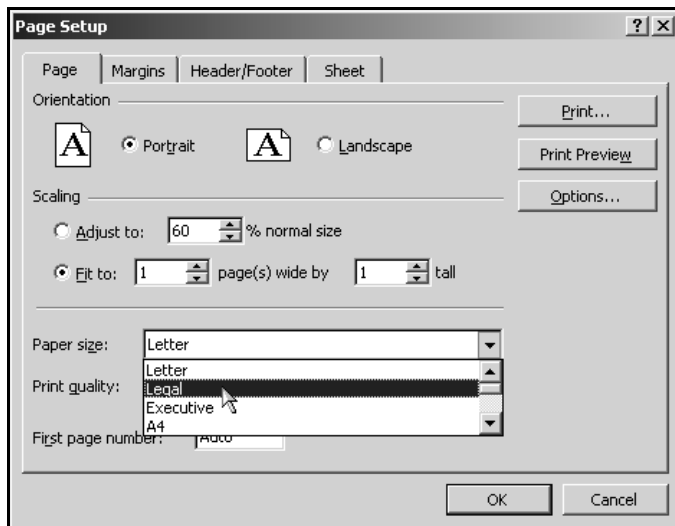 Page Setup
Page Margins Header/Footer Sheet
Orientation
A Portrait A Landscape
Print...
Print Preview
Options...
Scaling
Adjust to: 60 % normal size
Fit to: 1 page(s) wide by 1 tall
Paper size: Letter
Letter
Print quality: Legal
Executive
A4
First page number: Auto
OK Cancel